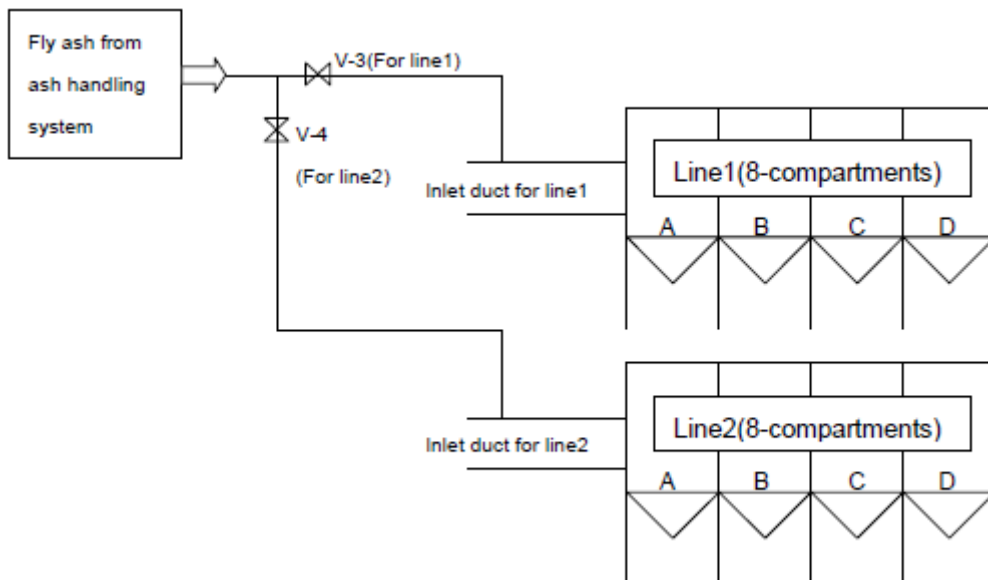 Fly ash from
ash handling
system
V-3(For line1)
V-4
(For line2)
Inlet duct for line1
Line1(8-compartments)
A B C D
Inlet duct for line2
Line2(8-compartments)
A B C D